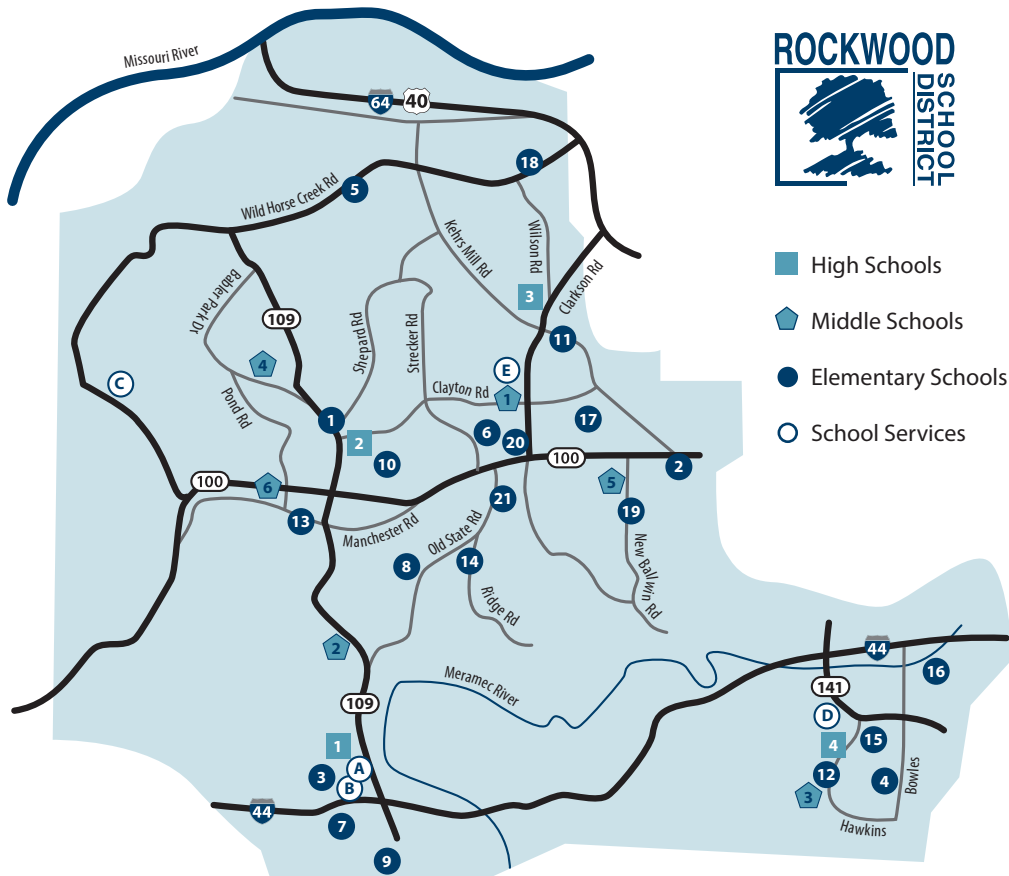 ROCKWOOD
SCHOOL
DISTRICT
Missouri River
64
40
18
5
Wild Horse Creek Rd
Kehrs Mill Rd
Wilson Rd
Clarkson Rd
High Schools
Middle Schools
Elementary Schools
School Services
Babler Park Dr
109
3
11
Shepard Rd
Strecker Rd
4
E
C
Clayton Rd
1
Pond Rd
1
17
2
6
20
10
100
2
100
6
5
21
19
13
Manchester Rd
Old State Rd
8
14
New Ballwin Rd
Ridge Rd
2
44
16
Meramec River
141
109
D
1
4
15
A
3
B
12
4
Bowles
3
44
7
Hawkins
9